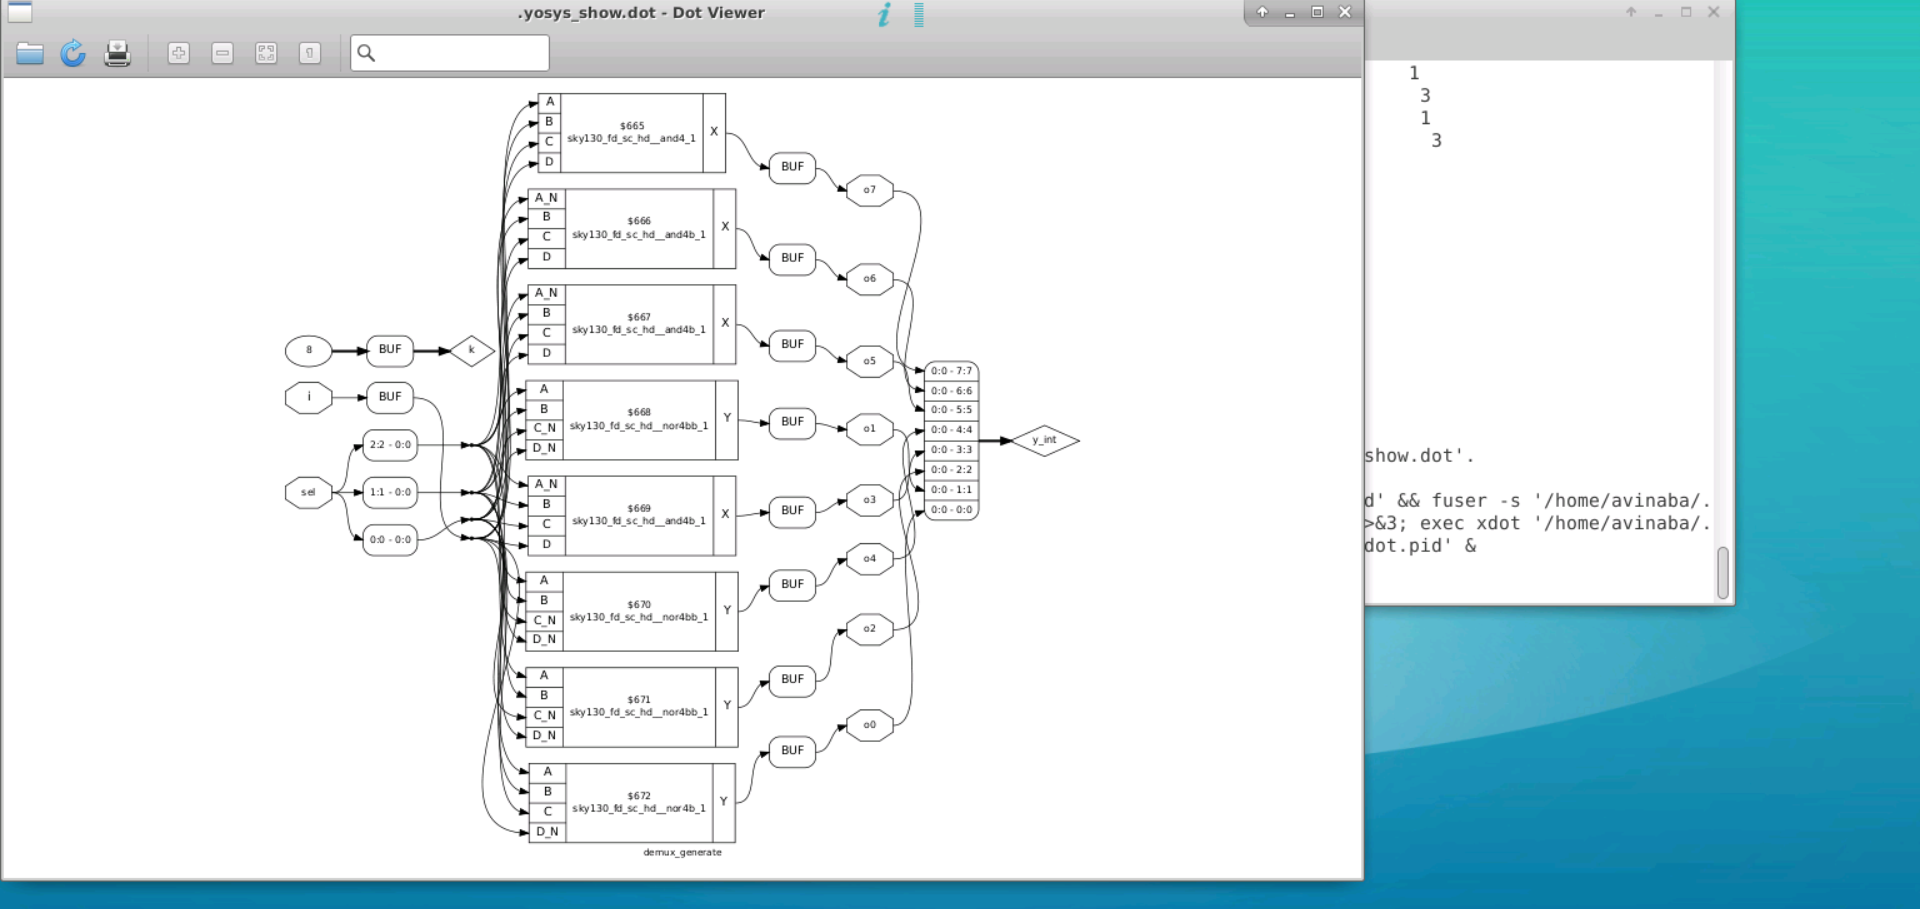 .yosys_show.dot - Dot Viewer
A
B
C
D
$665
sky130_fd_sc_hd__and4_1
X
BUF
o7
A_N
B
C
D
$666
sky130_fd_sc_hd__and4b_1
X
BUF
o6
A_N
B
C
D
$667
sky130_fd_sc_hd__and4b_1
X
BUF
o5
8
BUF
k
i
BUF
sel
2:2 - 0:0
1:1 - 0:0
0:0 - 0:0
A
B
C_N
D_N
$668
sky130_fd_sc_hd__nor4bb_1
Y
BUF
o1
A_N
B
C
D
$669
sky130_fd_sc_hd__and4b_1
X
BUF
o3
A
B
C_N
D_N
$670
sky130_fd_sc_hd__nor4bb_1
Y
BUF
o4
A
B
C_N
D_N
$671
sky130_fd_sc_hd__nor4bb_1
Y
BUF
o2
A
B
C
D_N
$672
sky130_fd_sc_hd__nor4b_1
Y
BUF
o0
0:0 - 7:7
0:0 - 6:6
0:0 - 5:5
0:0 - 4:4
0:0 - 3:3
0:0 - 2:2
0:0 - 1:1
0:0 - 0:0
y_int
demux_generate
1
3
1
3
show.dot'.
d' && fuser -s '/home/avinaba/.
>&3; exec xdot '/home/avinaba/.
dot.pid' &